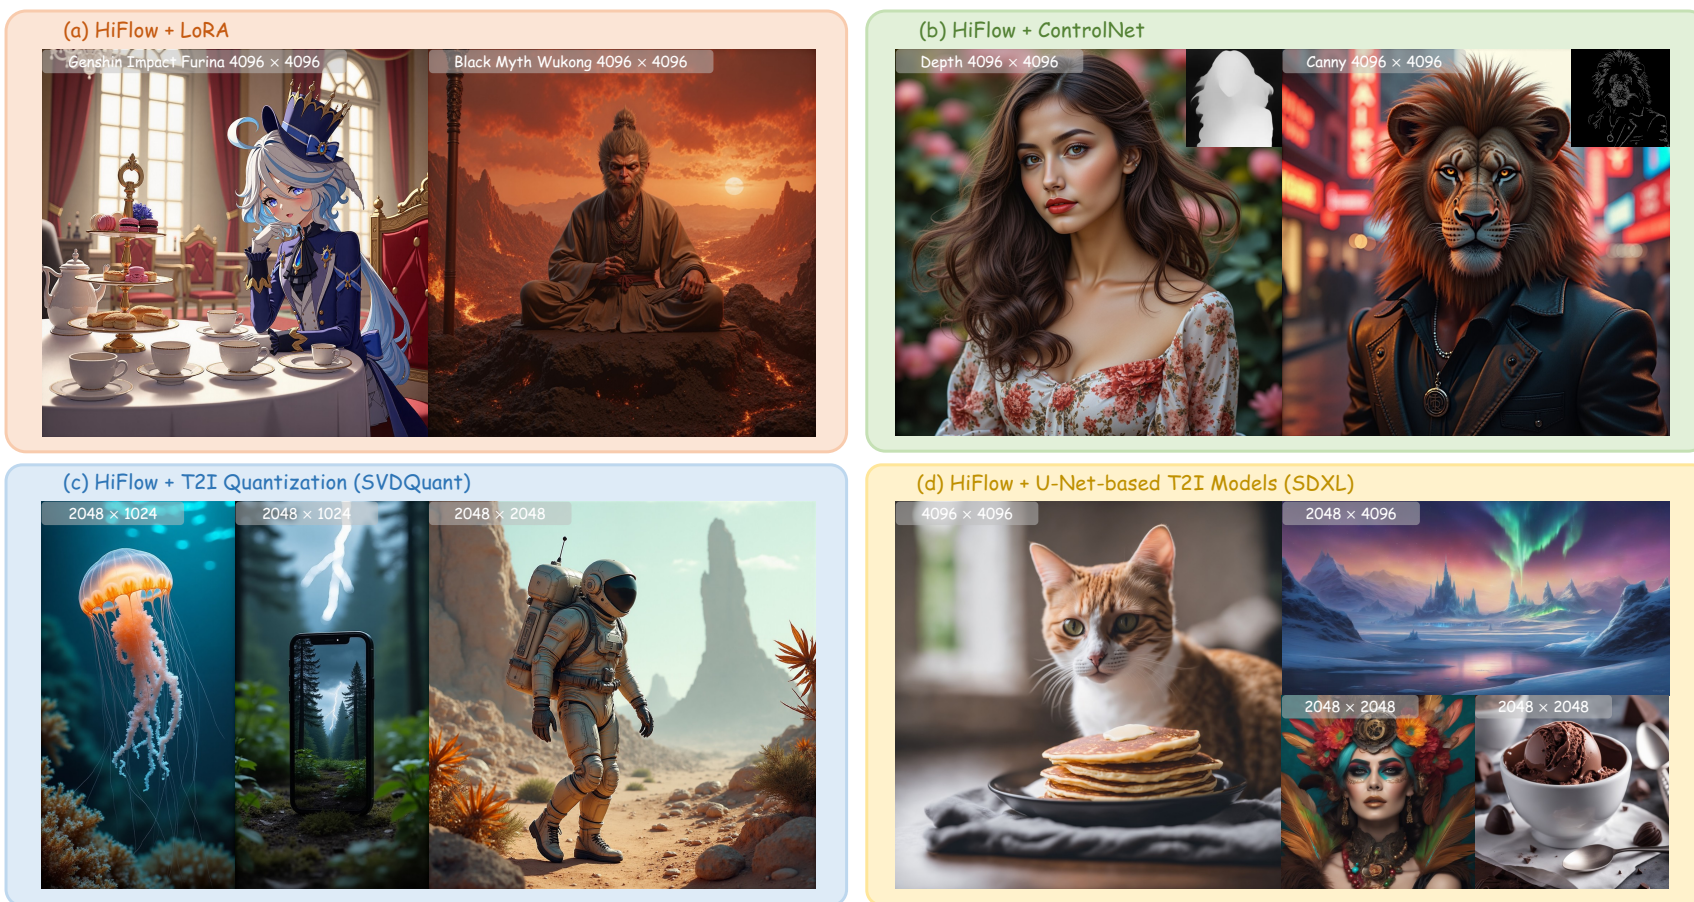 (a) HiFlow + LoRA
Genshin Impact Furina 4096 × 4096
Black Myth Wukong 4096 × 4096
(b) HiFlow + ControlNet
Depth 4096 × 4096
Canny 4096 × 4096
(c) HiFlow + T2I Quantization (SVDQuant)
2048 × 1024
2048 × 1024
2048 × 2048
(d) HiFlow + U-Net-based T2I Models (SDXL)
4096 × 4096
2048 × 4096
2048 × 2048
2048 × 2048